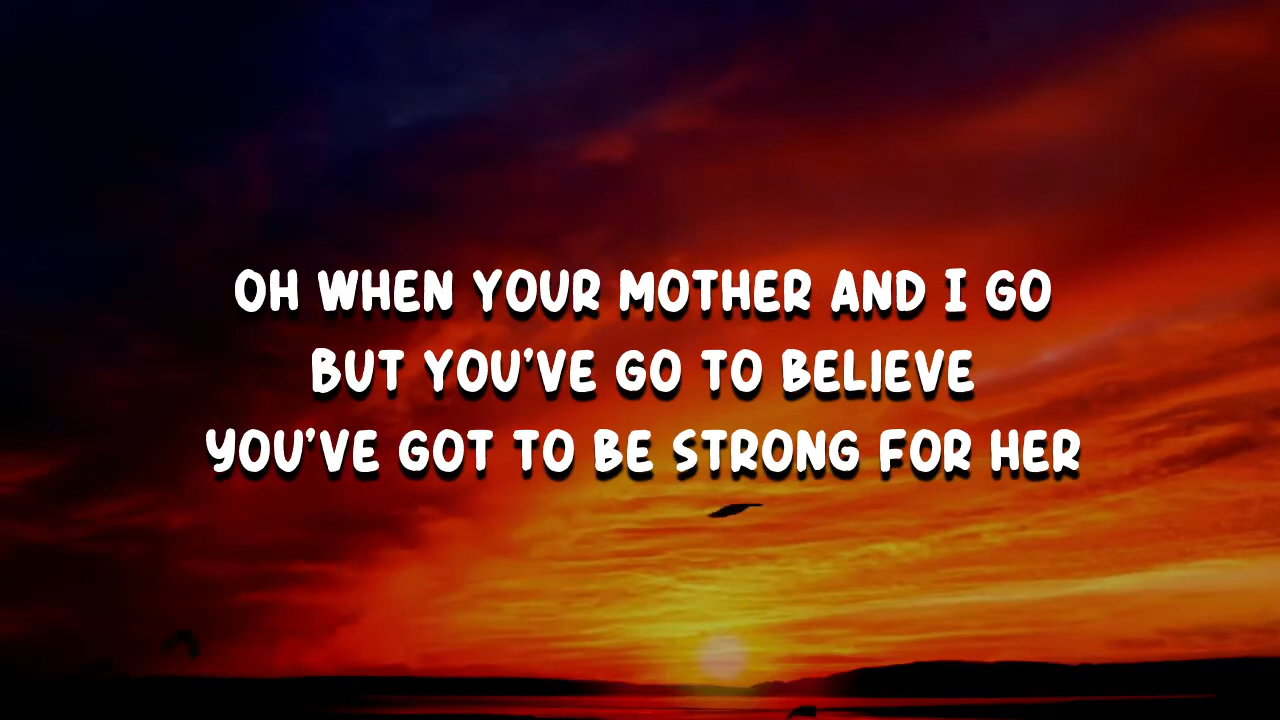 OH WHEN YOUR MOTHER AND I GO
BUT YOU'VE GO TO BELIEVE
YOU'VE GOT TO BE STRONG FOR HER